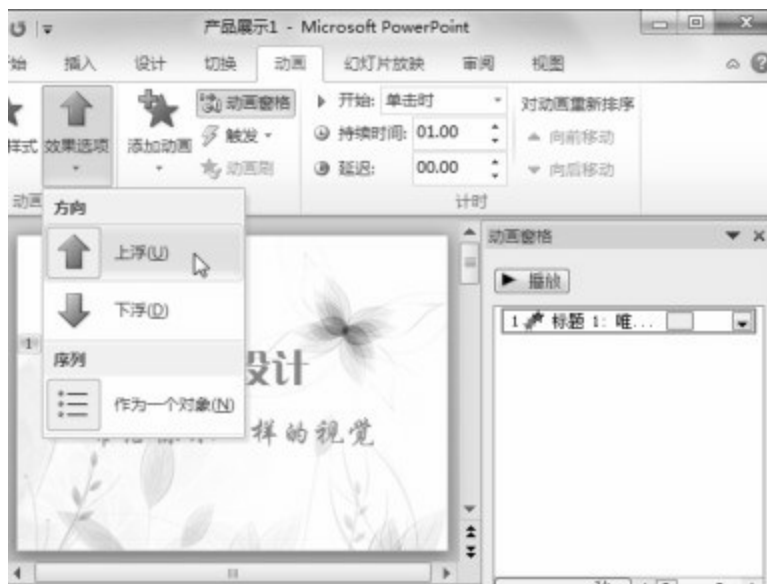 产品展示1 - Microsoft PowerPoint
插入 设计 切换 动画 幻灯片放映 审阅 视图
样式 效果选项 添加动画 动画窗格 触发 动画刷
开始: 单击时
持续时间: 01.00
延迟: 00.00
对动画重新排序
向前移动
向后移动
动画 计时
方向
上浮(U)
下浮(D)
序列
作为一个对象(N)
1
设计
样的视觉
动画窗格
播放
1 标题 1: 唯...